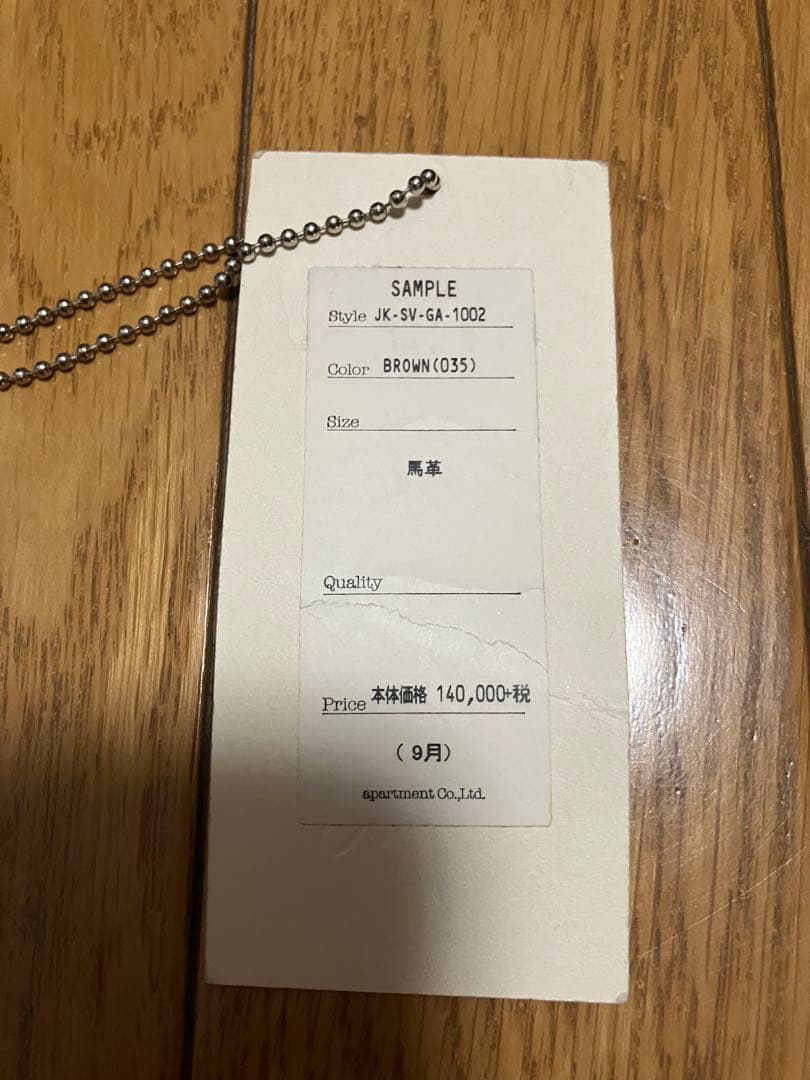 SAMPLE
Style JK-SV-GA-1002
Color BROWN(035)
Size
馬革
Quality
Price 本体価格 140,000+税
(9月)
apartment Co.,Ltd.